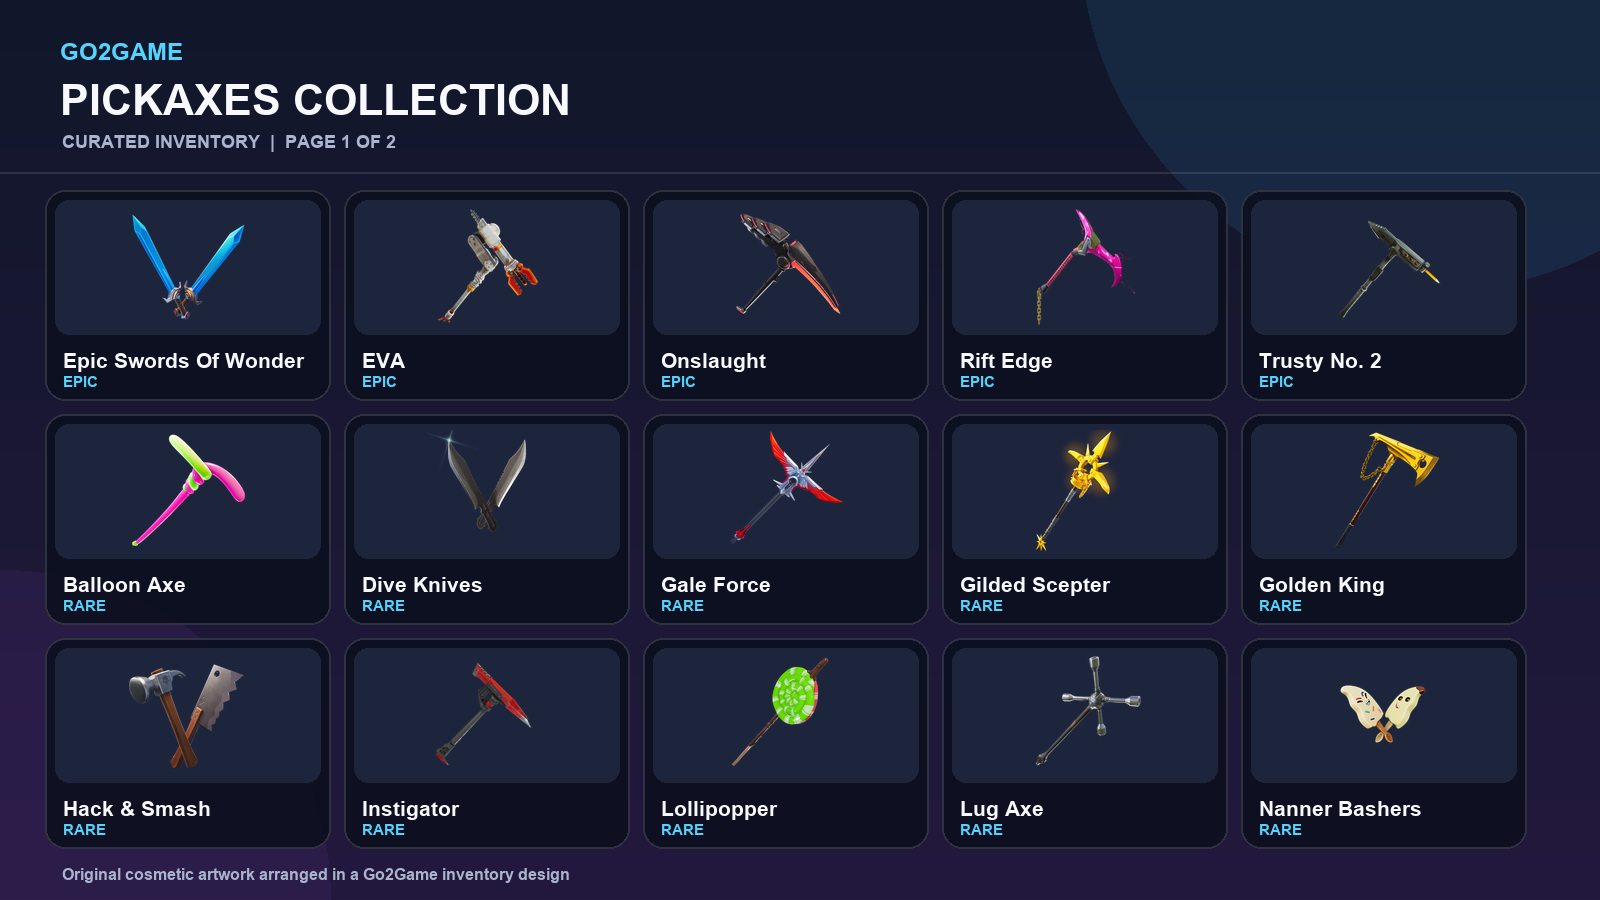 GO2GAME
PICKAXES COLLECTION
CURATED INVENTORY | PAGE 1 OF 2
Epic Swords Of Wonder
EPIC
EVA
EPIC
Onslaught
EPIC
Rift Edge
EPIC
Trusty No. 2
EPIC
Balloon Axe
RARE
Dive Knives
RARE
Gale Force
RARE
Gilded Scepter
RARE
Golden King
RARE
Hack & Smash
RARE
Instigator
RARE
Lollipopper
RARE
Lug Axe
RARE
Nanner Bashers
RARE
Original cosmetic artwork arranged in a Go2Game inventory design